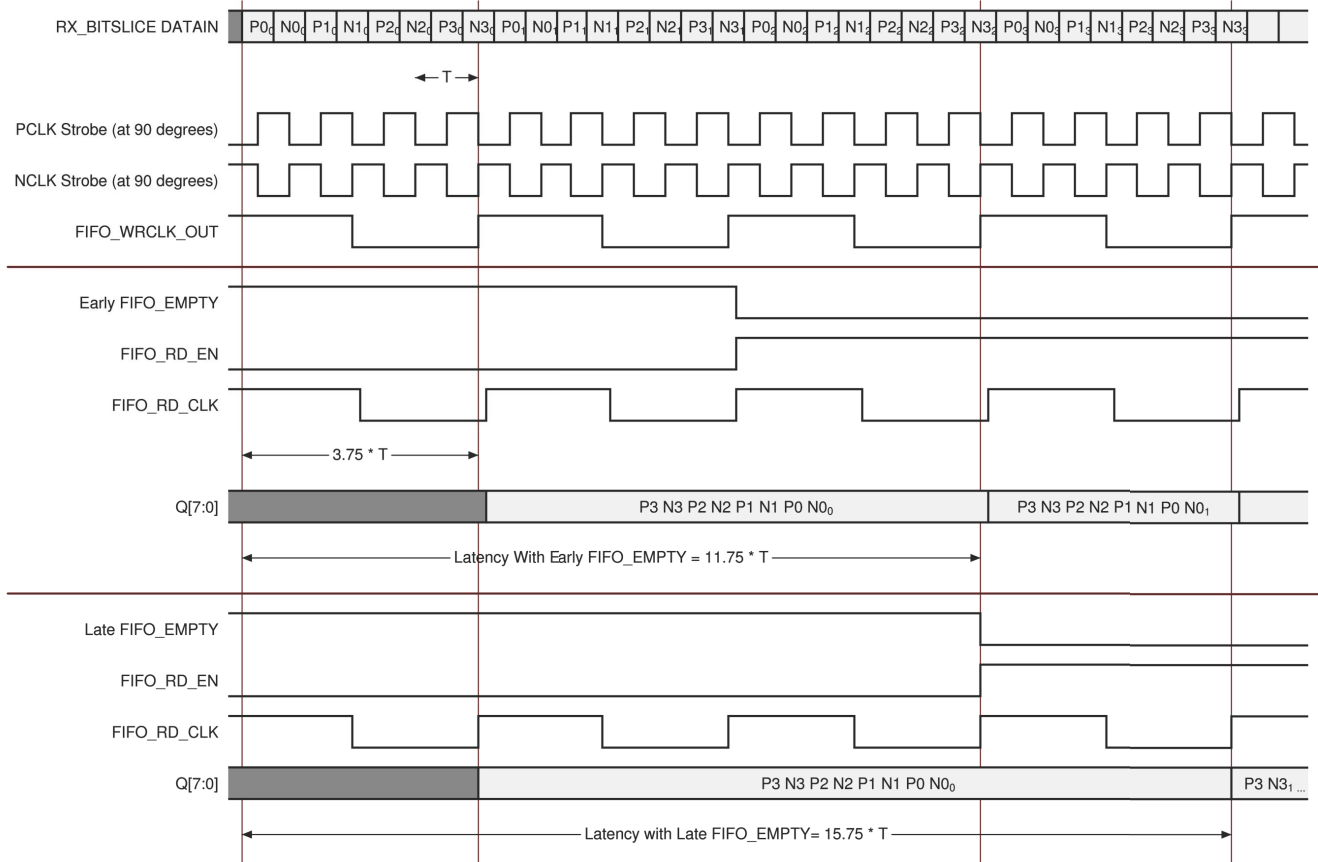 RX_BITSLICE DATAIN P0₀ N0₀ P1₀ N1₀ P2₀ N2₀ P3₀ N3₀ P0₁ N0₁ P1₁ N1₁ P2₁ N2₁ P3₁ N3₁ P0₂ N0₂ P1₂ N1₂ P2₂ N2₂ P3₂ N3₂ P0₃ N0₃ P1₃ N1₃ P2₃ N2₃ P3₃ N3₃
T
PCLK Strobe (at 90 degrees)
NCLK Strobe (at 90 degrees)
FIFO_WRCLK_OUT
Early FIFO_EMPTY
FIFO_RD_EN
FIFO_RD_CLK
3.75 * T
Q[7:0] P3 N3 P2 N2 P1 N1 P0 N0₀ P3 N3 P2 N2 P1 N1 P0 N0₁
Latency With Early FIFO_EMPTY = 11.75 * T
Late FIFO_EMPTY
FIFO_RD_EN
FIFO_RD_CLK
Q[7:0] P3 N3 P2 N2 P1 N1 P0 N0₀ P3 N3₁ ...
Latency with Late FIFO_EMPTY= 15.75 * T